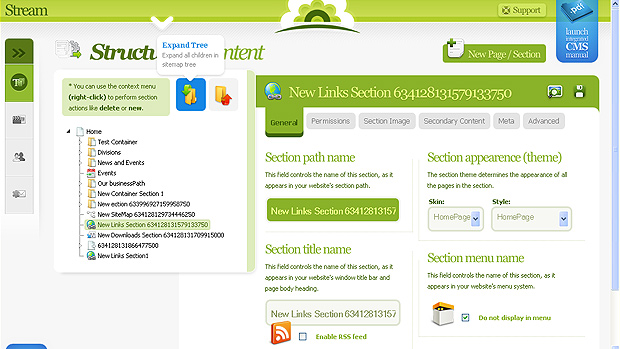 Stream
Support
.pdf
launch
integrated
CMS
manual
Expand Tree
Expand all children in
sitemap tree
New Page / Section
* You can use the context menu
(right-click) to perform section
actions like delete or new.
Home
Test Container
Divisions
News and Events
Events
Our businessPath
New Container Section 1
New ection 633996927159508750
New SiteMap 634128129734446250
New Links Section 634128131579133750
New Downloads Section 634128131709915000
634128131866477500
New Links Section1
New Links Section 634128131579133750
General
Permissions
Section Image
Secondary Content
Meta
Advanced
Section path name
This field controls the name of this section, as it
appears in your website's section path.
New Links Section 63412813157
Section title name
This field controls the name of this section, as it
appears in your website's window title bar and
page body heading.
New Links Section 63412813157
Enable RSS feed
Section appearence (theme)
The section theme determines the appearance of all
the pages in the section.
Skin:
Style:
HomePage
HomePage
Section menu name
This field controls the name of this section, as it
appears in your website's menu system.
Do not display in menu